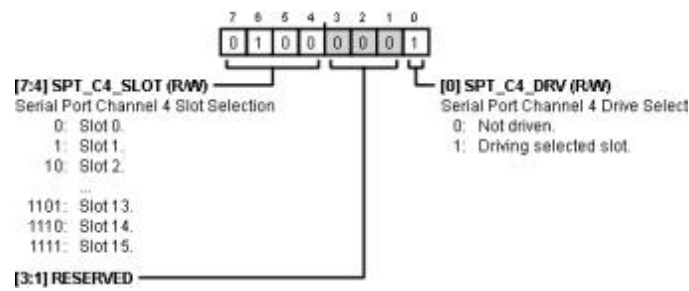 7 6 5 4 3 2 1 0
0 1 0 0 0 0 0 1
[7:4] SPT_C4_SLOT (R/W)
Serial Port Channel 4 Slot Selection
0: Slot 0.
1: Slot 1.
10: Slot 2.
...
1101: Slot 13.
1110: Slot 14.
1111: Slot 15.
[3:1] RESERVED
[0] SPT_C4_DRV (R/W)
Serial Port Channel 4 Drive Select
0: Not driven.
1: Driving selected slot.